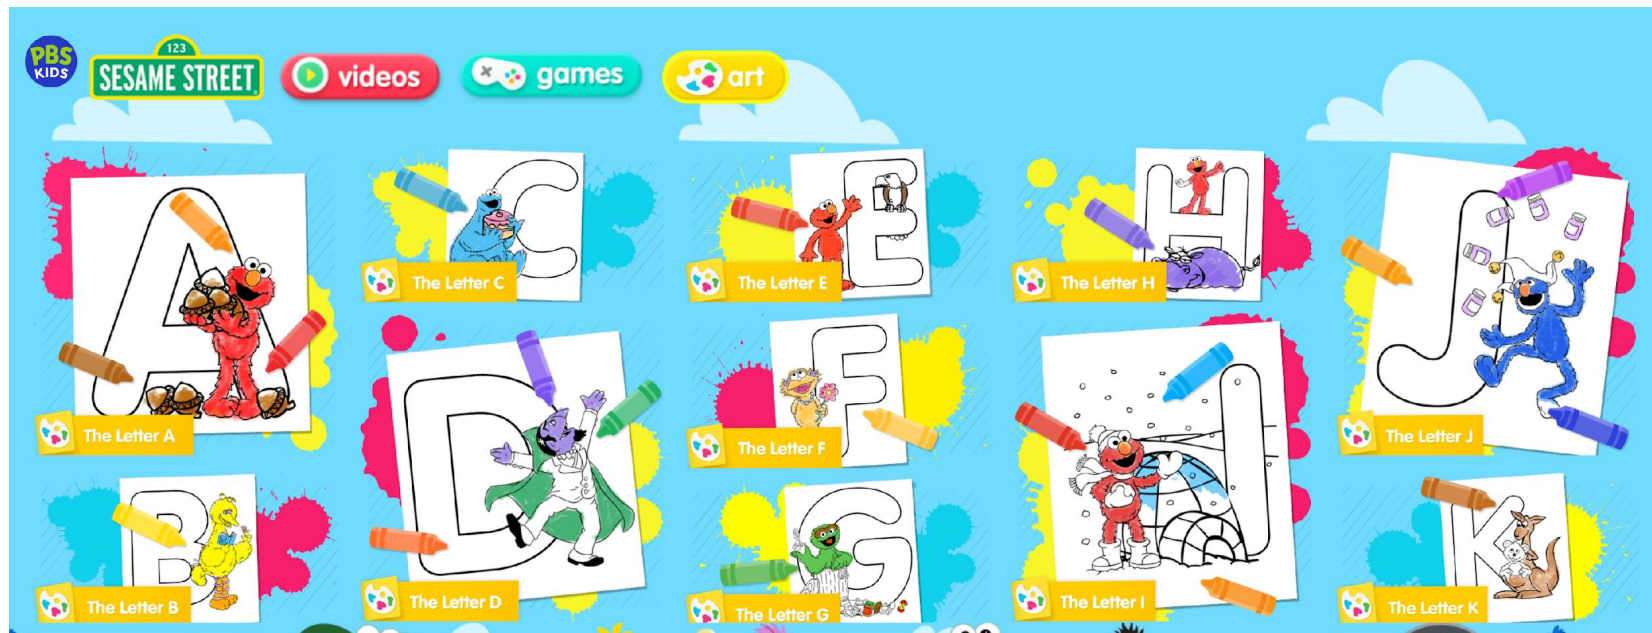 PBS
KIDS
123
SESAME STREET
videos
games
art
A
The Letter A
B
The Letter B
C
The Letter C
D
The Letter D
E
The Letter E
F
The Letter F
G
The Letter G
H
The Letter H
I
The Letter I
J
The Letter J
K
The Letter K